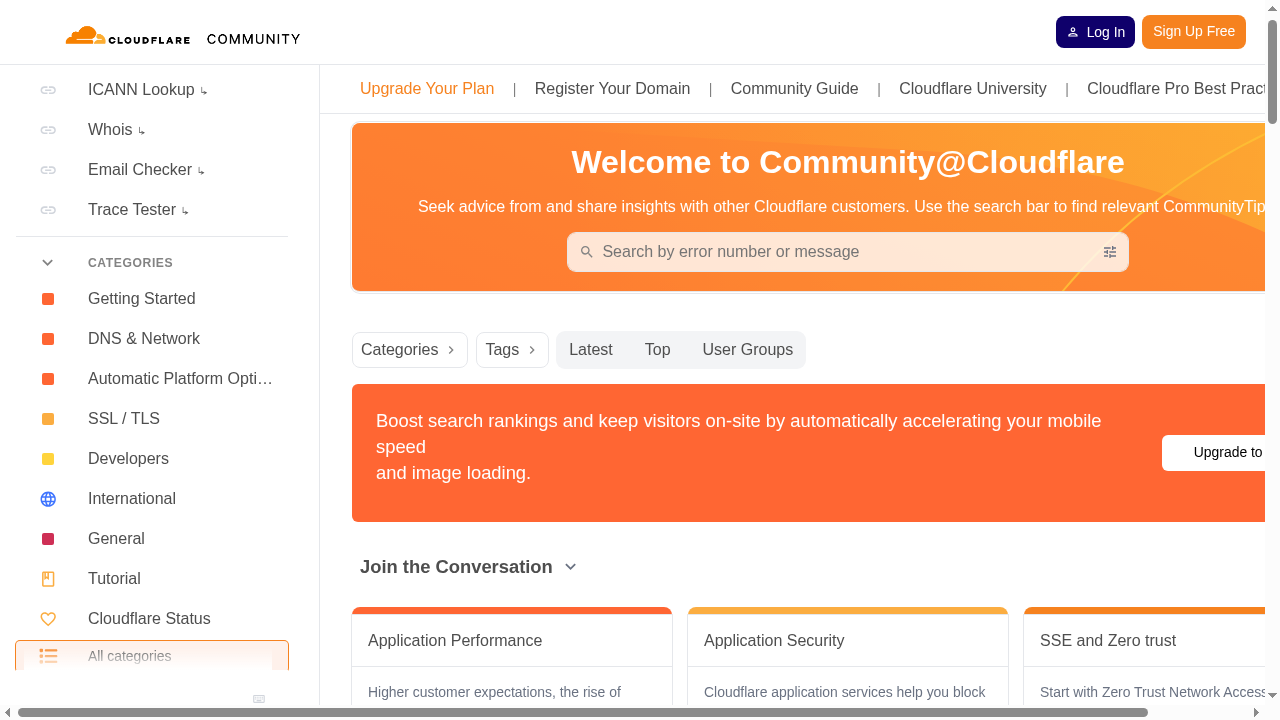 CLOUDFLARE COMMUNITY
Log In
Sign Up Free
ICANN Lookup ↳
Whois ↳
Email Checker ↳
Trace Tester ↳
CATEGORIES
Getting Started
DNS & Network
Automatic Platform Opti…
SSL / TLS
Developers
International
General
Tutorial
Cloudflare Status
All categories
Upgrade Your Plan | Register Your Domain | Community Guide | Cloudflare University | Cloudflare Pro Best Pract
Welcome to Community@Cloudflare
Seek advice from and share insights with other Cloudflare customers. Use the search bar to find relevant CommunityTip
Search by error number or message
Categories
Tags
Latest
Top
User Groups
Boost search rankings and keep visitors on-site by automatically accelerating your mobile
speed
and image loading.
Upgrade to
Join the Conversation
Application Performance
Higher customer expectations, the rise of
Application Security
Cloudflare application services help you block
SSE and Zero trust
Start with Zero Trust Network Access